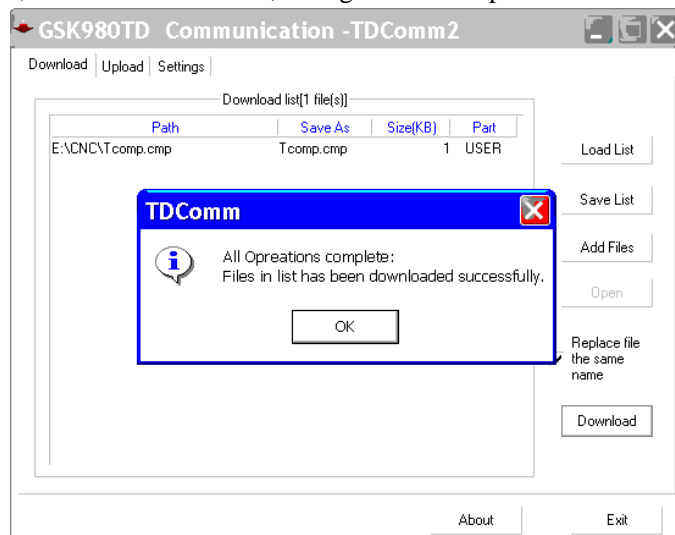 GSK980TD Communication -TDComm2
Download Upload Settings
Download list[1 file(s)]
Path Save As Size(KB) Part
E:\CNC\Tcomp.cmp Tcomp.cmp 1 USER
Load List
Save List
Add Files
Open
Replace file
the same
name
Download
TDComm
All Opreations complete:
Files in list has been downloaded successfully.
OK
About Exit